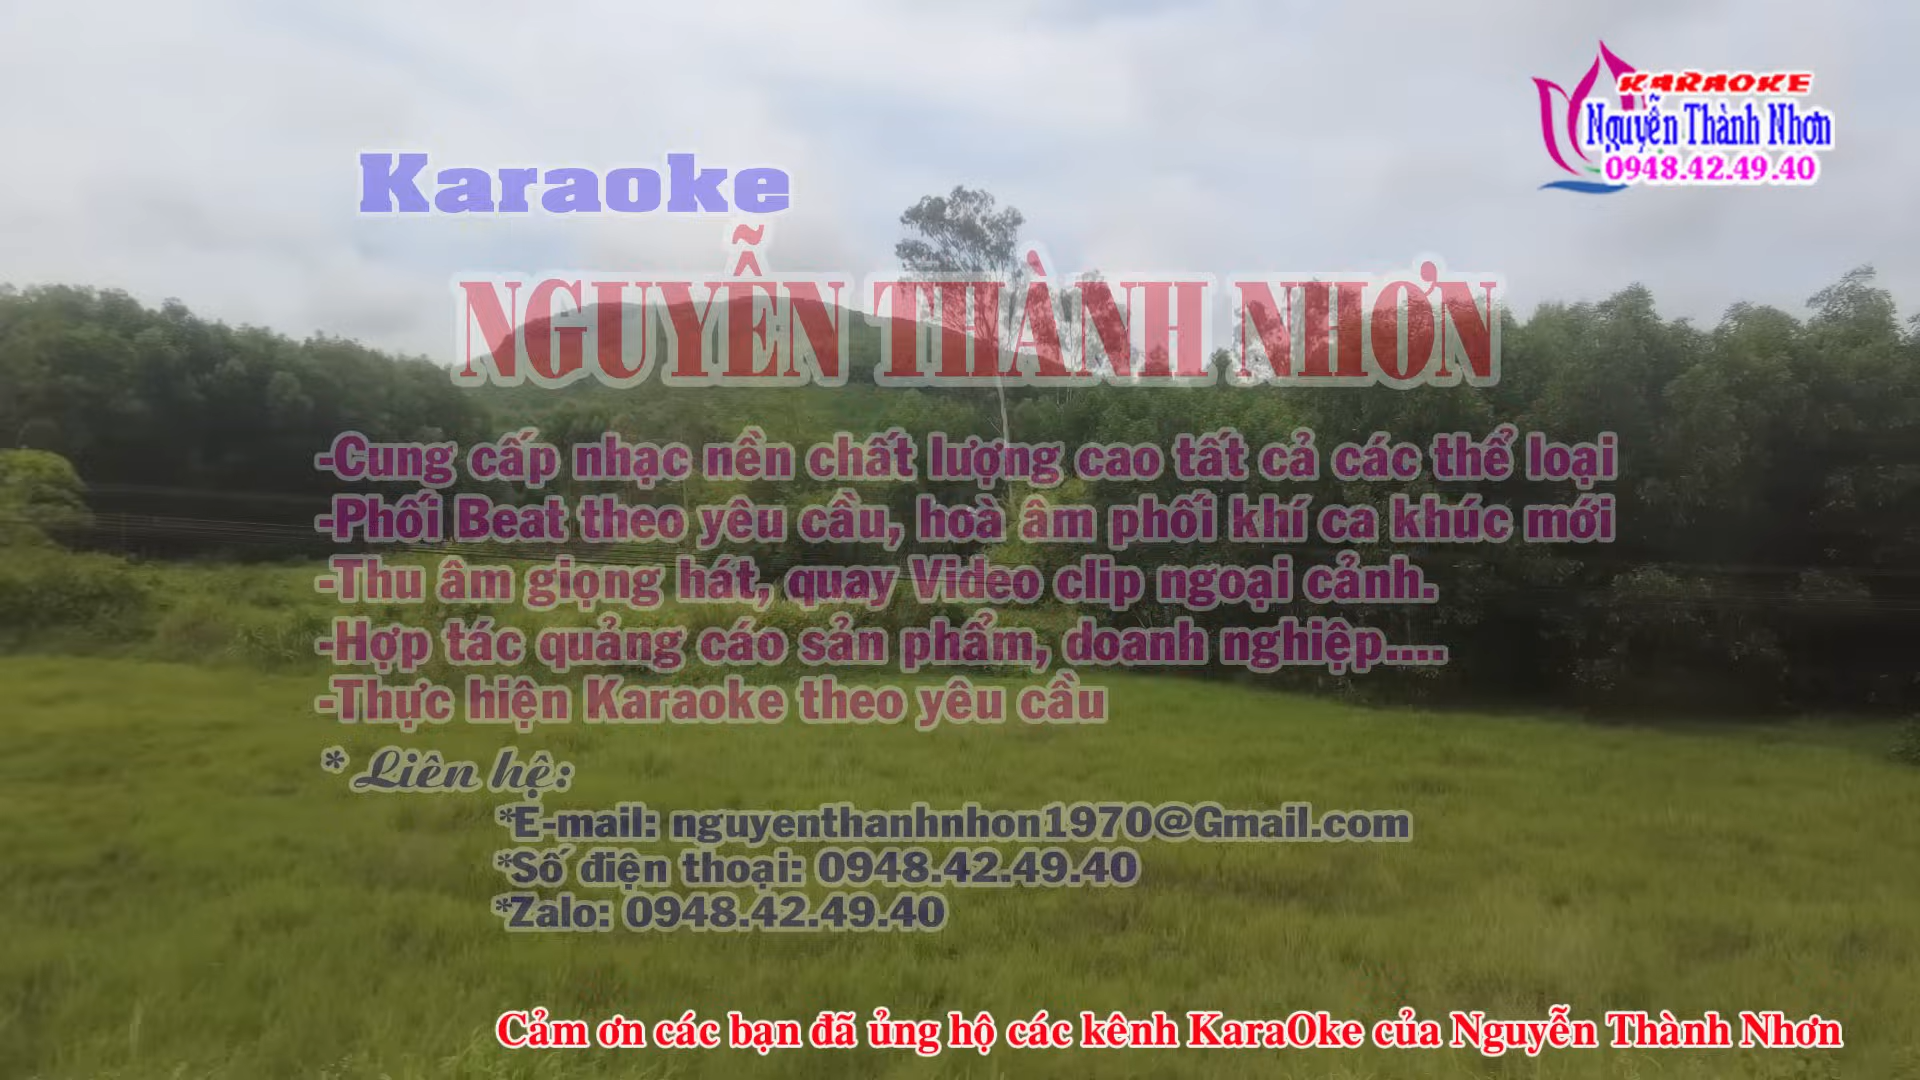 KARAOKE
Nguyễn Thành Nhơn
0948.42.49.40
Karaoke
NGUYỄN THÀNH NHƠN
-Cung cấp nhạc nền chất lượng cao tất cả các thể loại
-Phối Beat theo yêu cầu, hoà âm phối khí ca khúc mới
-Thu âm giọng hát, quay Video clip ngoại cảnh.
-Hợp tác quảng cáo sản phẩm, doanh nghiệp....
-Thực hiện Karaoke theo yêu cầu
* Liên hệ:
*E-mail: nguyenthanhnhon1970@Gmail.com
*Số điện thoại: 0948.42.49.40
*Zalo: 0948.42.49.40
Cảm ơn các bạn đã ủng hộ các kênh KaraOke của Nguyễn Thành Nhơn